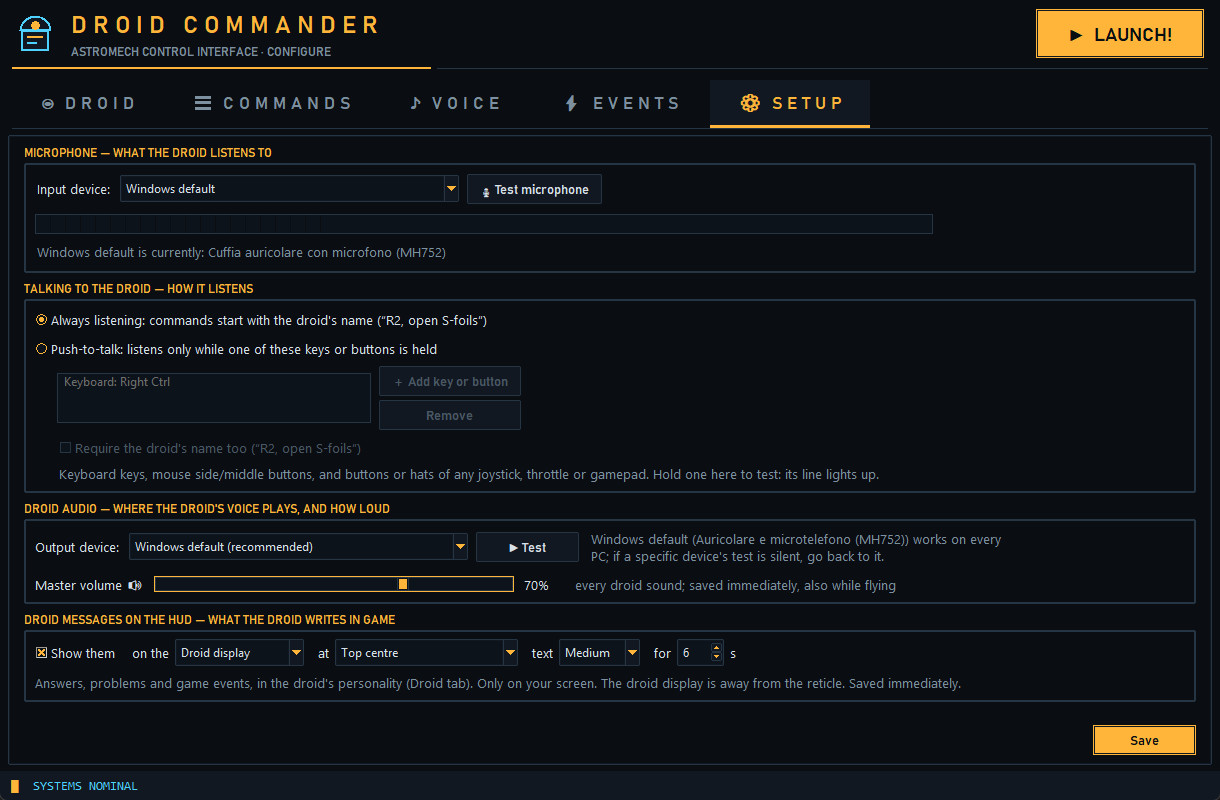 DROID COMMANDER
ASTROMECH CONTROL INTERFACE · CONFIGURE
► LAUNCH!
DROID
COMMANDS
VOICE
EVENTS
SETUP
MICROPHONE — WHAT THE DROID LISTENS TO
Input device: Windows default Test microphone
Windows default is currently: Cuffia auricolare con microfono (MH752)
TALKING TO THE DROID — HOW IT LISTENS
Always listening: commands start with the droid's name (“R2, open S-foils”)
Push-to-talk: listens only while one of these keys or buttons is held
Keyboard: Right Ctrl
+ Add key or button
Remove
Require the droid's name too (“R2, open S-foils”)
Keyboard keys, mouse side/middle buttons, and buttons or hats of any joystick, throttle or gamepad. Hold one here to test: its line lights up.
DROID AUDIO — WHERE THE DROID'S VOICE PLAYS, AND HOW LOUD
Output device: Windows default (recommended) ► Test
Windows default (Auricolare e microtelefono (MH752)) works on every
PC; if a specific device's test is silent, go back to it.
Master volume 70% every droid sound; saved immediately, also while flying
DROID MESSAGES ON THE HUD — WHAT THE DROID WRITES IN GAME
Show them on the Droid display at Top centre text Medium for 6 s
Answers, problems and game events, in the droid's personality (Droid tab). Only on your screen. The droid display is away from the reticle. Saved immediately.
Save
SYSTEMS NOMINAL